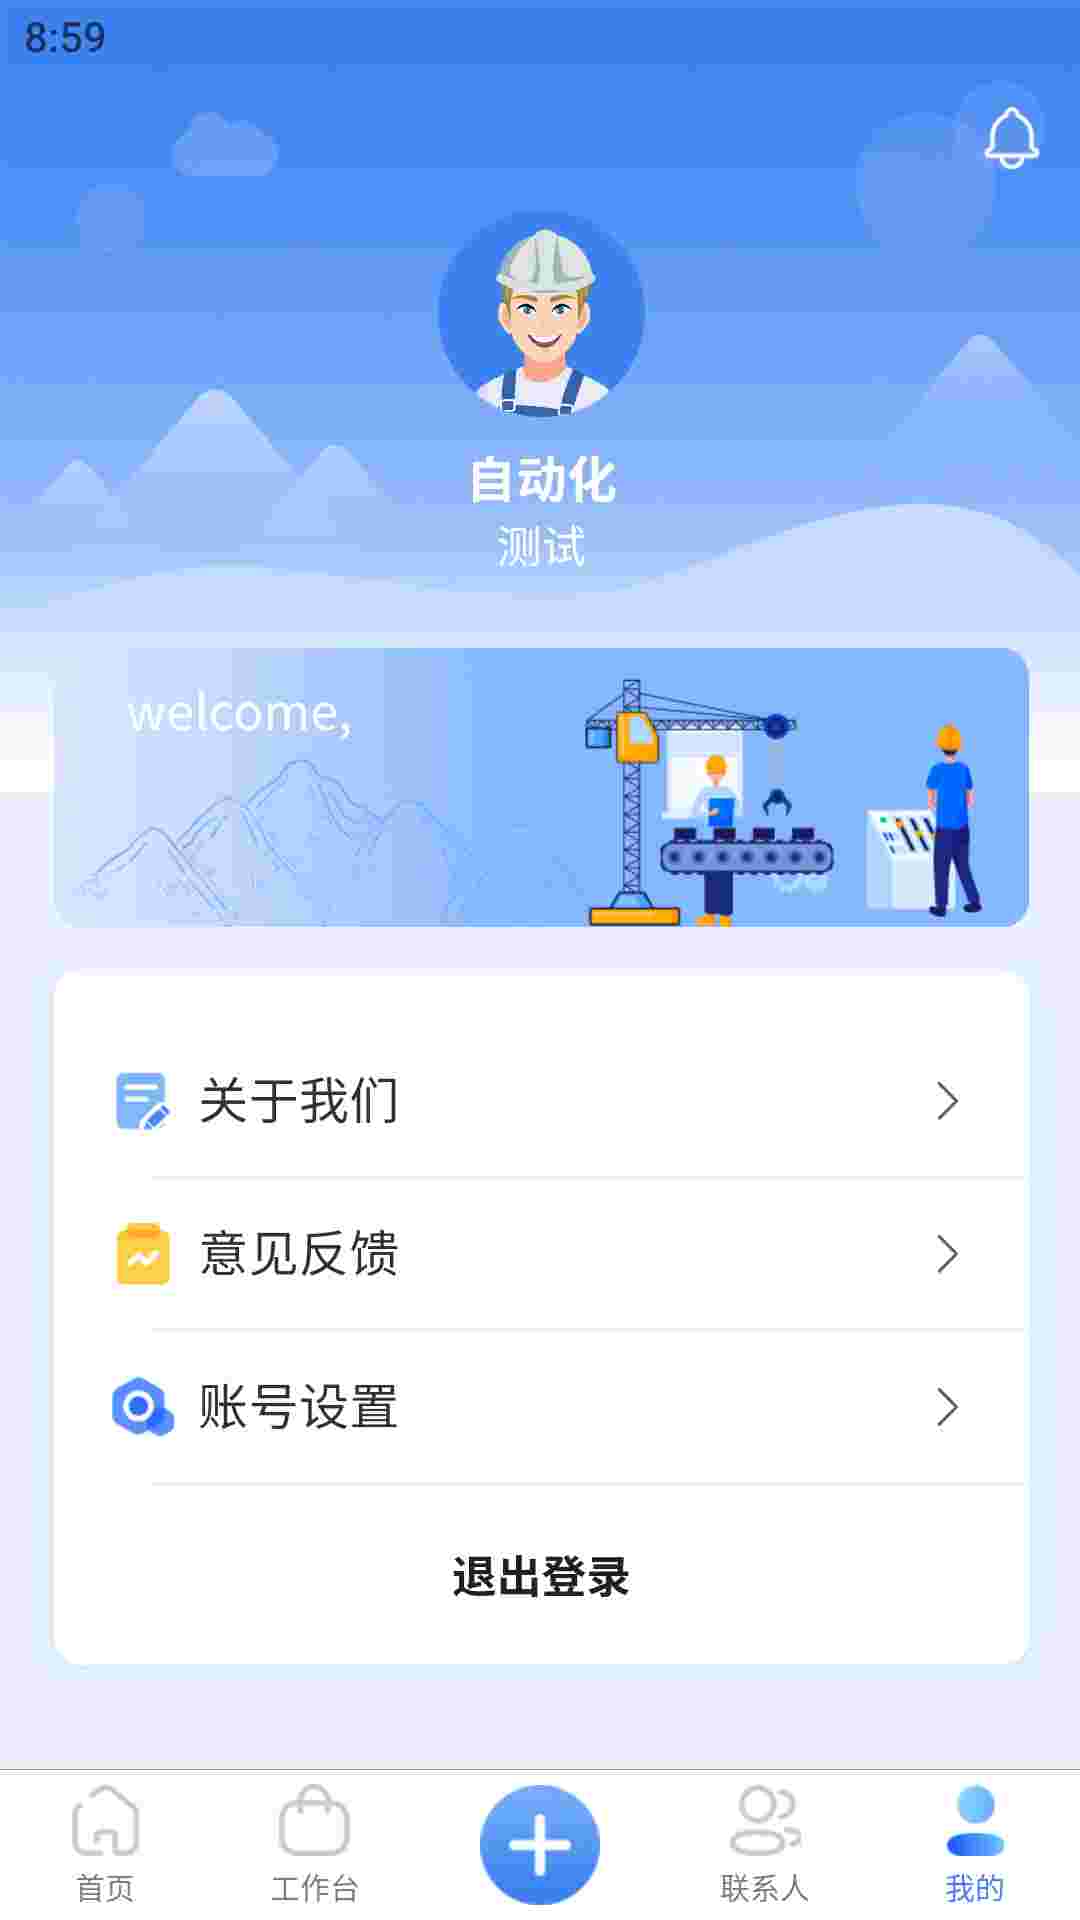 8:59
自动化
测试
welcome,
关于我们
意见反馈
账号设置
退出登录
首页
工作台
联系人
我的